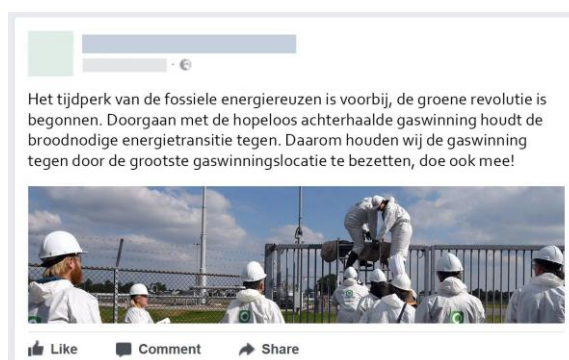 Het tijdperk van de fossiele energiereuzen is voorbij, de groene revolutie is
begonnen. Doorgaan met de hopeloos achterhaalde gaswinning houdt de
broodnodige energietransitie tegen. Daarom houden wij de gaswinning
tegen door de grootste gaswinningslocatie te bezetten, doe ook mee!
Like Comment Share